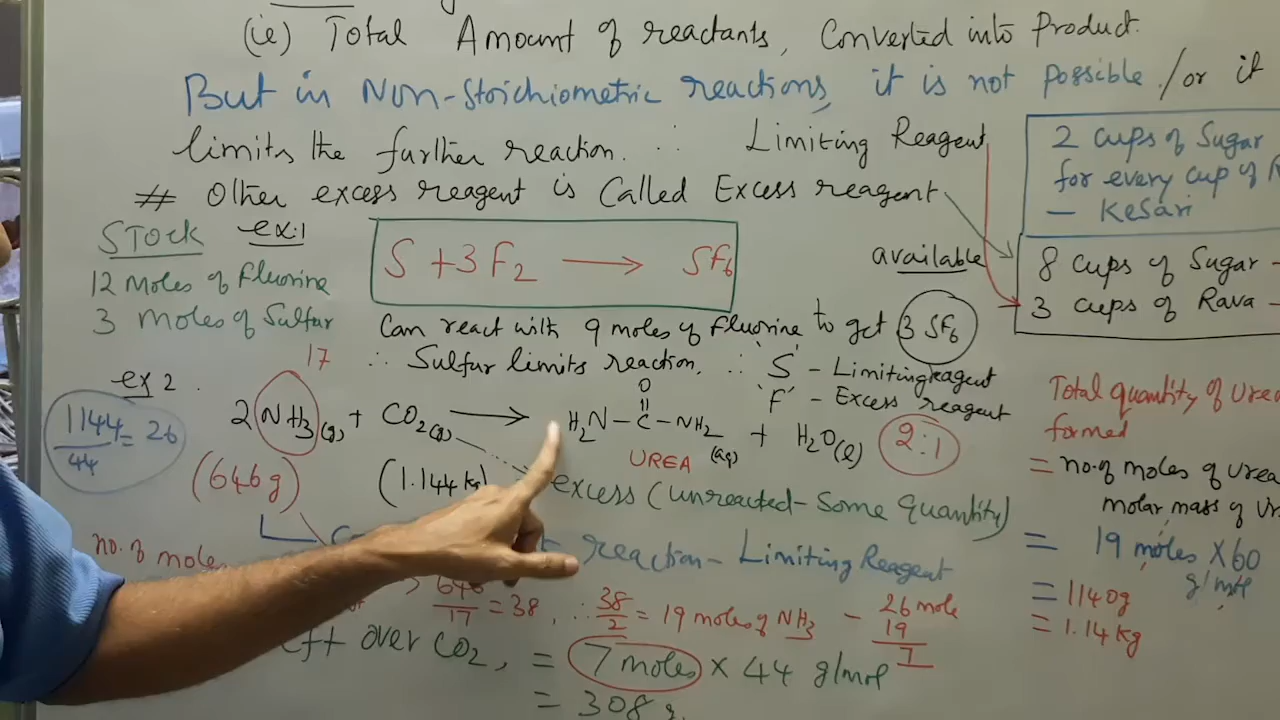 (ie) Total Amount of reactants, Converted into Product.
But in Non-Stoichiometric reactions, it is not possible / or it
limits the further reaction. ∴ Limiting Reagent
# Other excess reagent is Called Excess reagent
2 cups of Sugar
for every cup of R
— Kesari
available
8 cups of Sugar –
3 cups of Rava –
STOCK ex:1
12 moles of Fluorine
3 moles of Sulfur
S + 3F₂ ⟶ SF₆
Can react with 9 moles of Fluorine to get 3 SF₆
∴ Sulfur limits reaction, ∴ 'S' – Limiting reagent
'F' – Excess reagent
ex 2.
17
2 NH₃(g) + CO₂(g) ⟶ H₂N – C – NH₂ (aq) + H₂O(l) 2:1
O
UREA
1144/44 = 26
(646g) (1.144 kg) excess (unreacted – Some quantity)
reaction – Limiting Reagent
no. of moles 646/17 = 38, ∴ 38/2 = 19 moles of NH₃ – 26 mole
19
7
left over CO₂, = 7 moles × 44 g/mol
= 308 g.
Total quantity of Urea
formed
= no. of moles of Urea
molar mass of Ur
= 19 moles × 60
g/mol
= 1140g
= 1.14 kg